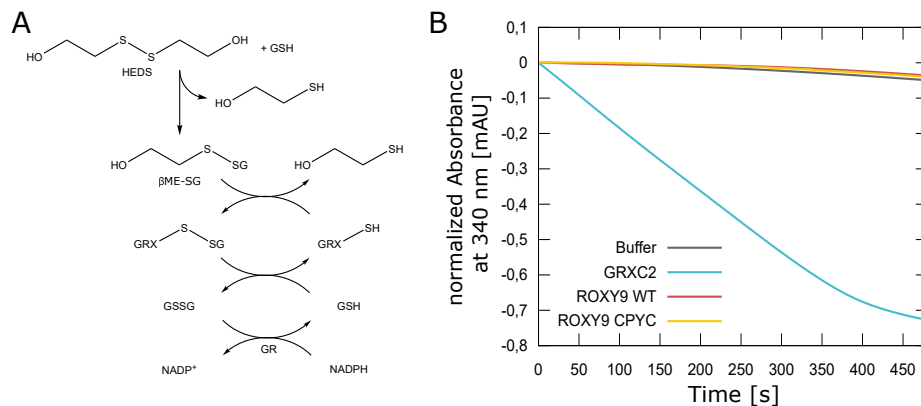 A
HO
S
S
OH
+ GSH
HEDS
HO
SH
HO
S
SG
βME-SG
HO
SH
GRX
S
SG
GRX
SH
GSSG
GSH
GR
NADP⁺
NADPH
B
normalized Absorbance
at 340 nm [mAU]
0,1
0
-0,1
-0,2
-0,3
-0,4
-0,5
-0,6
-0,7
-0,8
Buffer
GRXC2
ROXY9 WT
ROXY9 CPYC
0 50 100 150 200 250 300 350 400 450
Time [s]